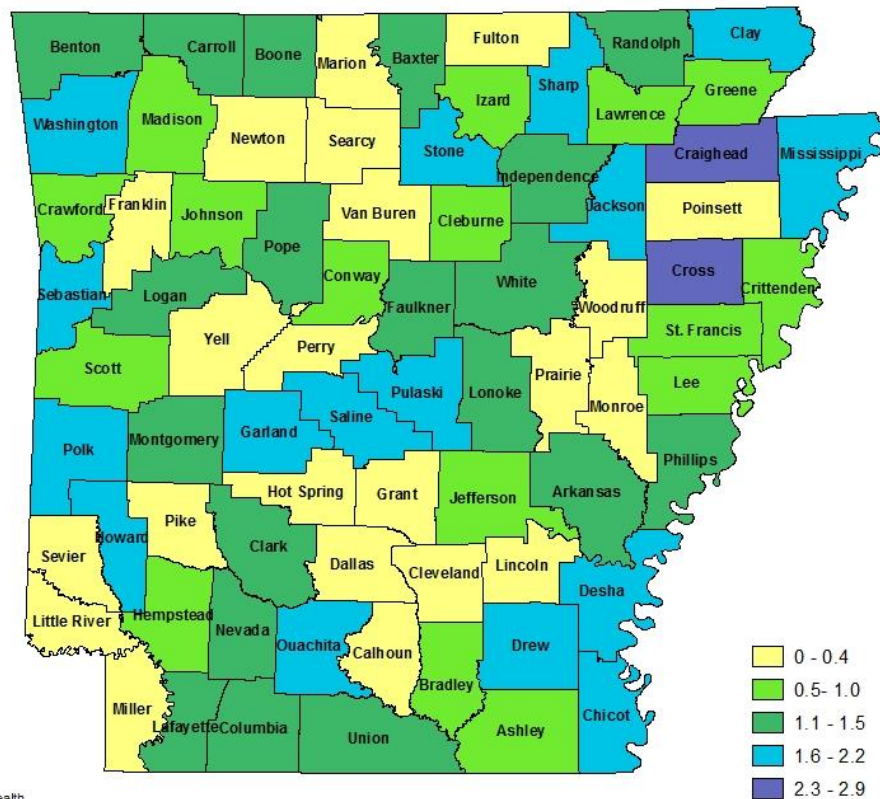 Benton
Carroll
Boone
Marion
Baxter
Fulton
Randolph
Clay
Washington
Madison
Newton
Searcy
Stone
Izard
Sharp
Lawrence
Greene
Independence
Craighead
Mississippi
Crawford
Franklin
Johnson
Pope
Van Buren
Cleburne
Jackson
Poinsett
Sebastian
Logan
Conway
Faulkner
White
Woodruff
Cross
Crittenden
Scott
Yell
Perry
Pulaski
Lonoke
Prairie
Monroe
St. Francis
Lee
Polk
Montgomery
Garland
Saline
Phillips
Hot Spring
Grant
Jefferson
Arkansas
Howard
Pike
Clark
Sevier
Dallas
Cleveland
Lincoln
Desha
Little River
Hempstead
Nevada
Ouachita
Calhoun
Bradley
Drew
Chicot
Miller
Lafayette
Columbia
Union
Ashley
0 - 0.4
0.5- 1.0
1.1 - 1.5
1.6 - 2.2
2.3 - 2.9